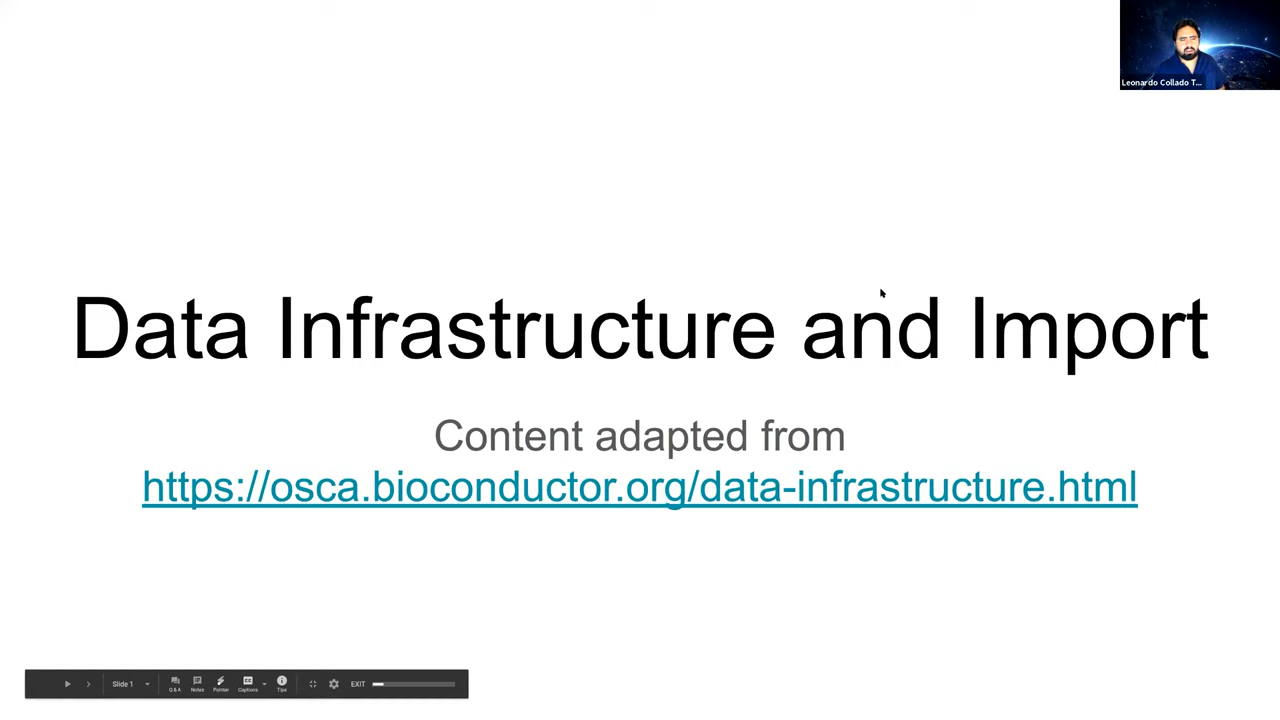 Leonardo Collado T...
Data Infrastructure and Import
Content adapted from
https://osca.bioconductor.org/data-infrastructure.html
Slide 1
Q & A
Notes
Pointer
Captions
Tips
EXIT